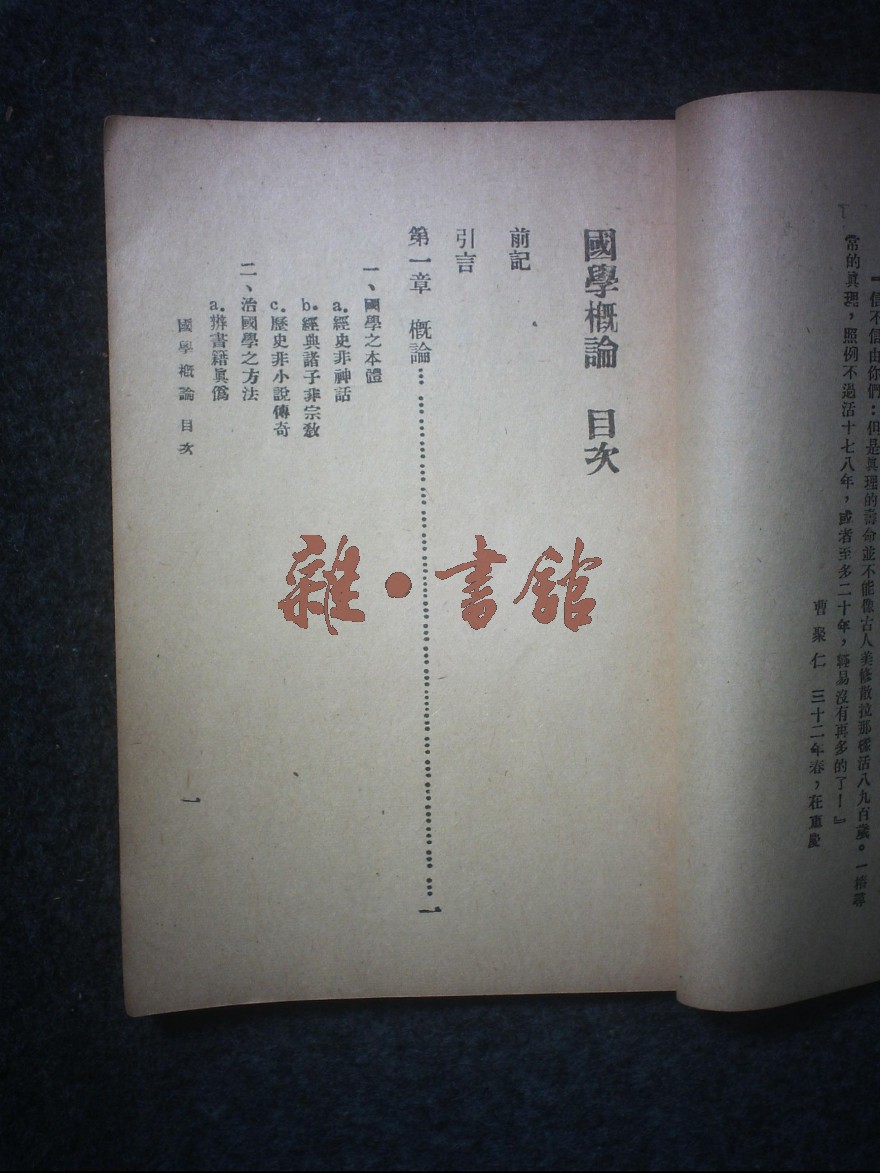 『信不信由你們：但是眞理的壽命並不能像古人美修散拉那樣活八九百歲。一椿尋
常的眞理，照例不過活十七八年，或者至多二十年，輕易沒有再多的了！』
曹聚仁 三十二年春，在重慶
國學概論 目次
前記
引言
第一章 概論…………………………………………………………一
一、國學之本體
a.經史非神話
b.經典諸子非宗教
c.歷史非小說傳奇
二、治國學之方法
a.辨書籍眞僞
國學概論 目次
一
雜•書館